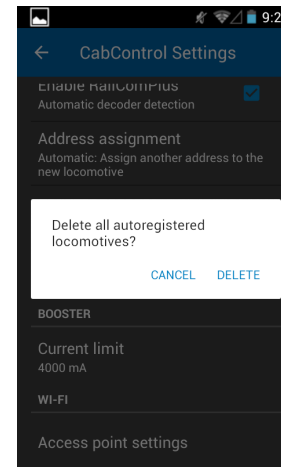 9:2
CabControl Settings
Enable RailComPlus
Automatic decoder detection
Address assignment
Automatic: Assign another address to the
new locomotive
Delete all autoregistered
locomotives?
CANCEL DELETE
BOOSTER
Current limit
4000 mA
WI-FI
Access point settings